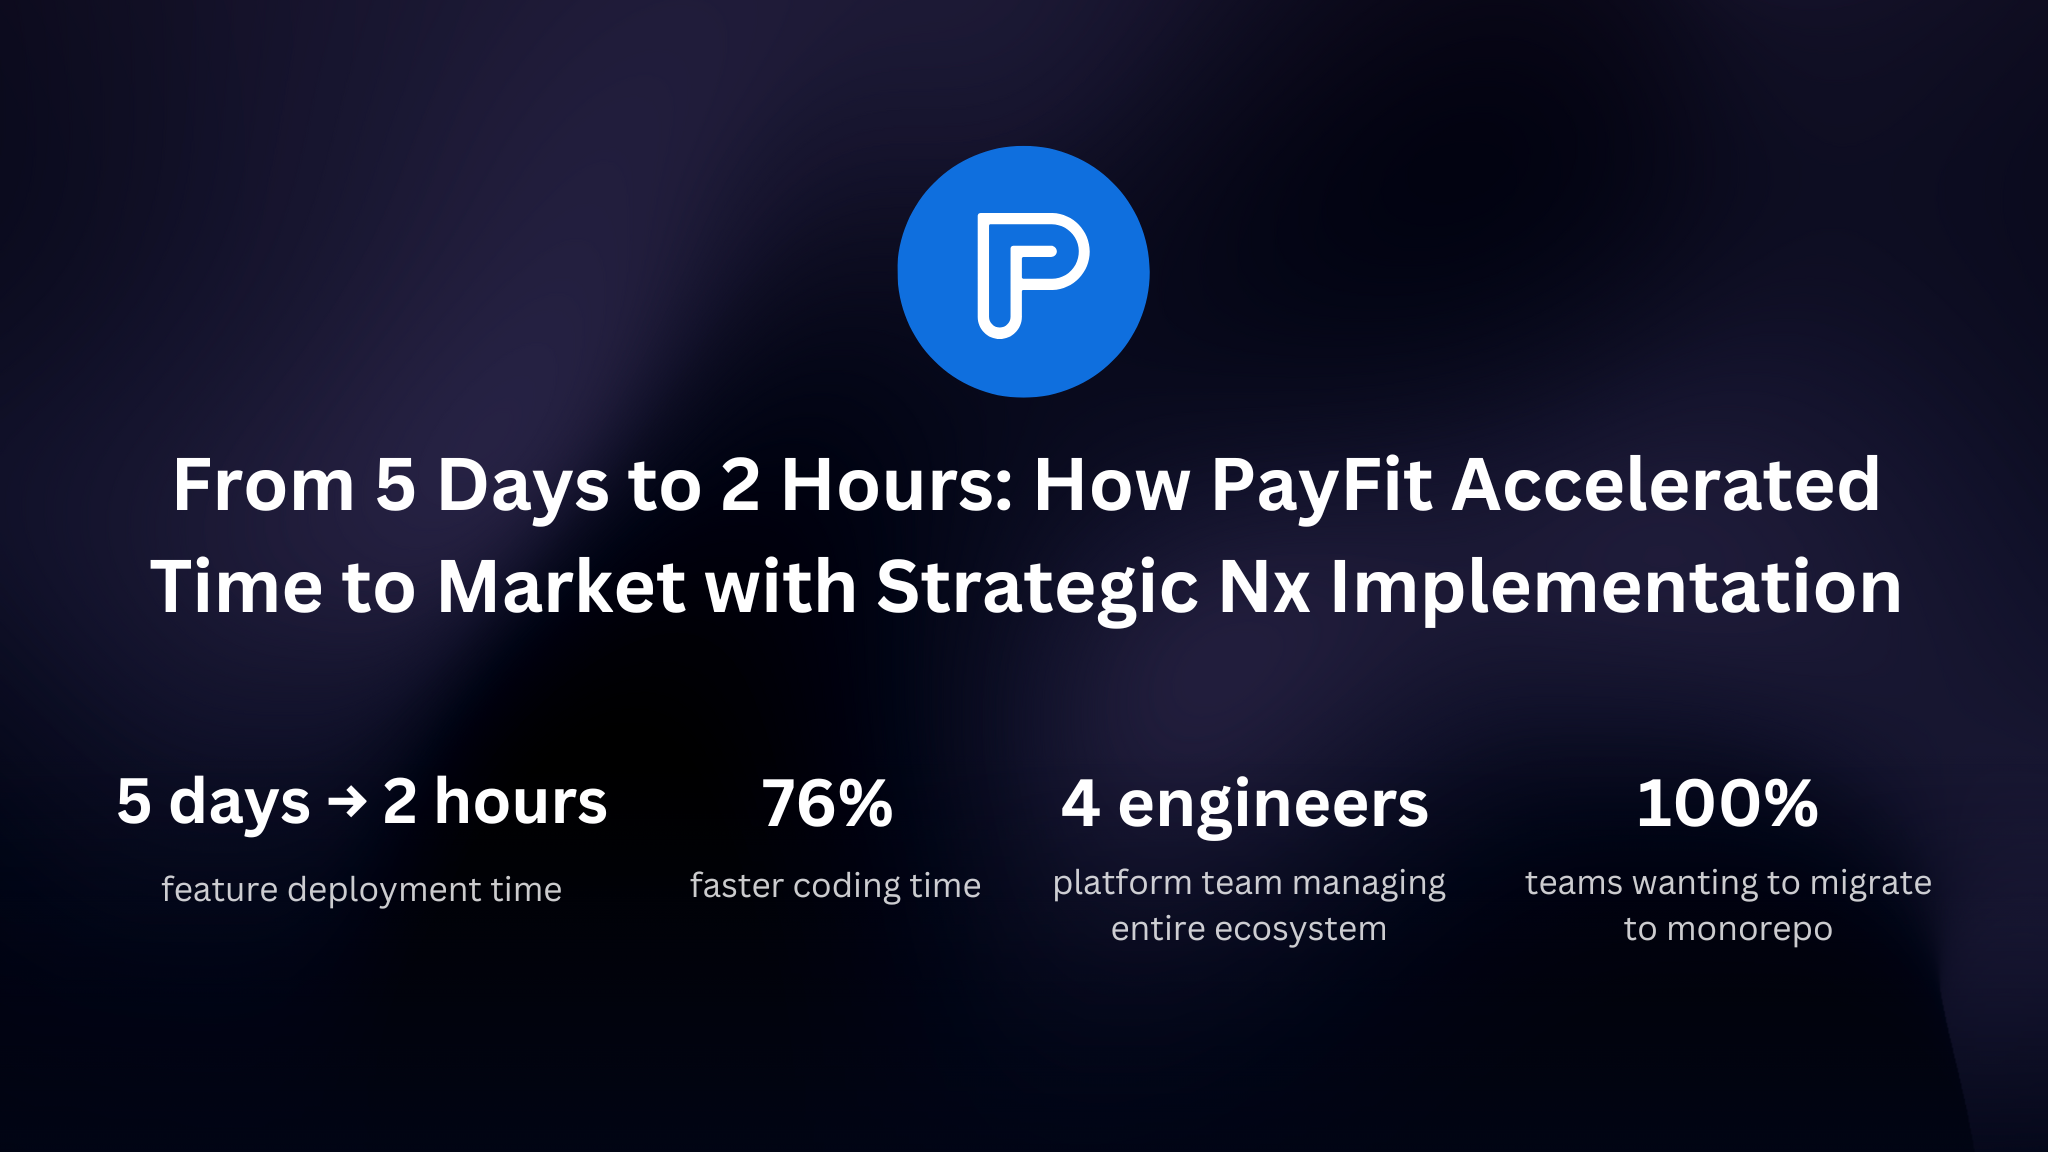 From 5 Days to 2 Hours: How PayFit Accelerated
Time to Market with Strategic Nx Implementation
5 days → 2 hours
feature deployment time
76%
faster coding time
4 engineers
platform team managing
entire ecosystem
100%
teams wanting to migrate
to monorepo